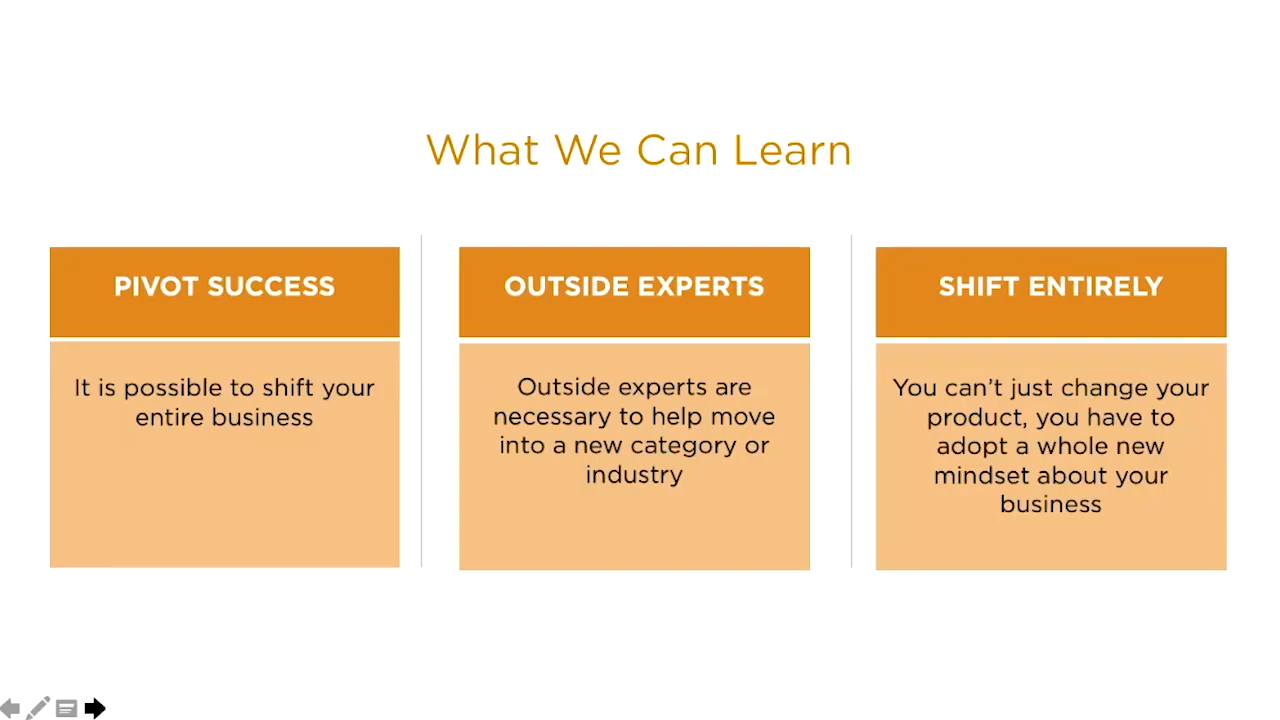 What We Can Learn
PIVOT SUCCESS
It is possible to shift your
entire business
OUTSIDE EXPERTS
Outside experts are
necessary to help move
into a new category or
industry
SHIFT ENTIRELY
You can’t just change your
product, you have to
adopt a whole new
mindset about your
business